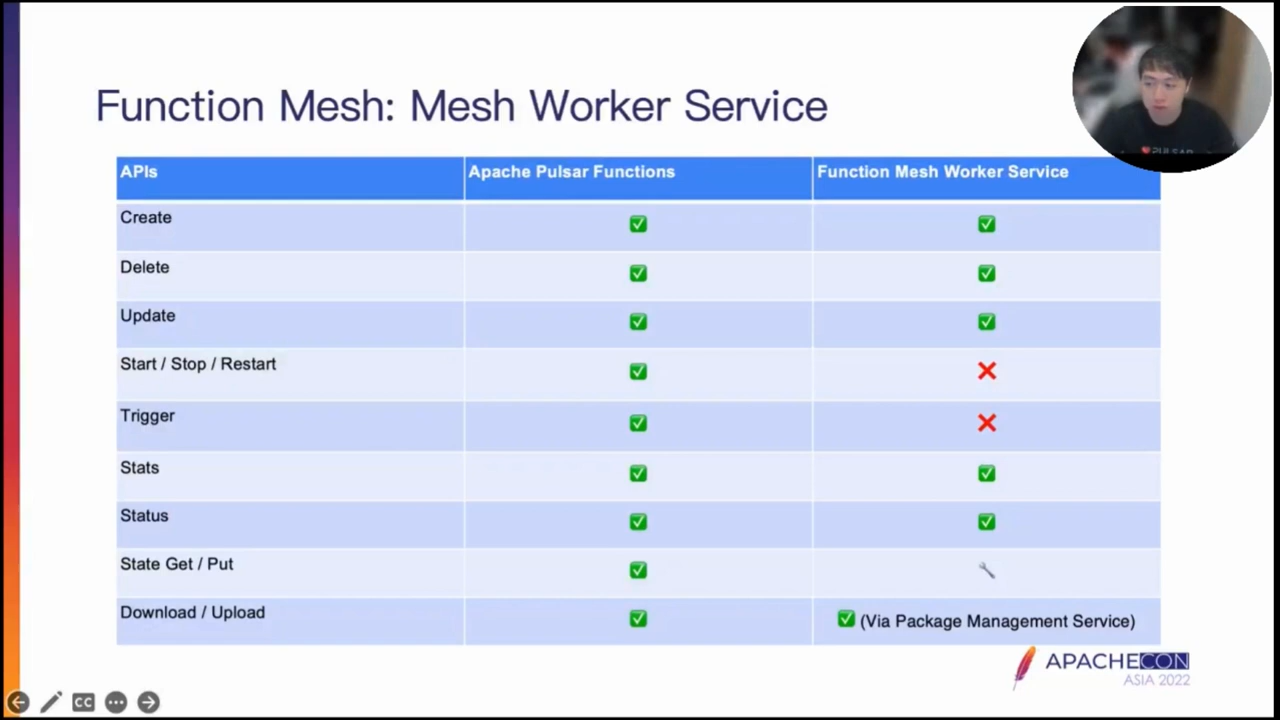 Function Mesh: Mesh Worker Service
APIs Apache Pulsar Functions Function Mesh Worker Service
Create ✅ ✅
Delete ✅ ✅
Update ✅ ✅
Start / Stop / Restart ✅ ❌
Trigger ✅ ❌
Stats ✅ ✅
Status ✅ ✅
State Get / Put ✅ 🔧
Download / Upload ✅ ✅ (Via Package Management Service)
APACHECON
ASIA 2022
CC